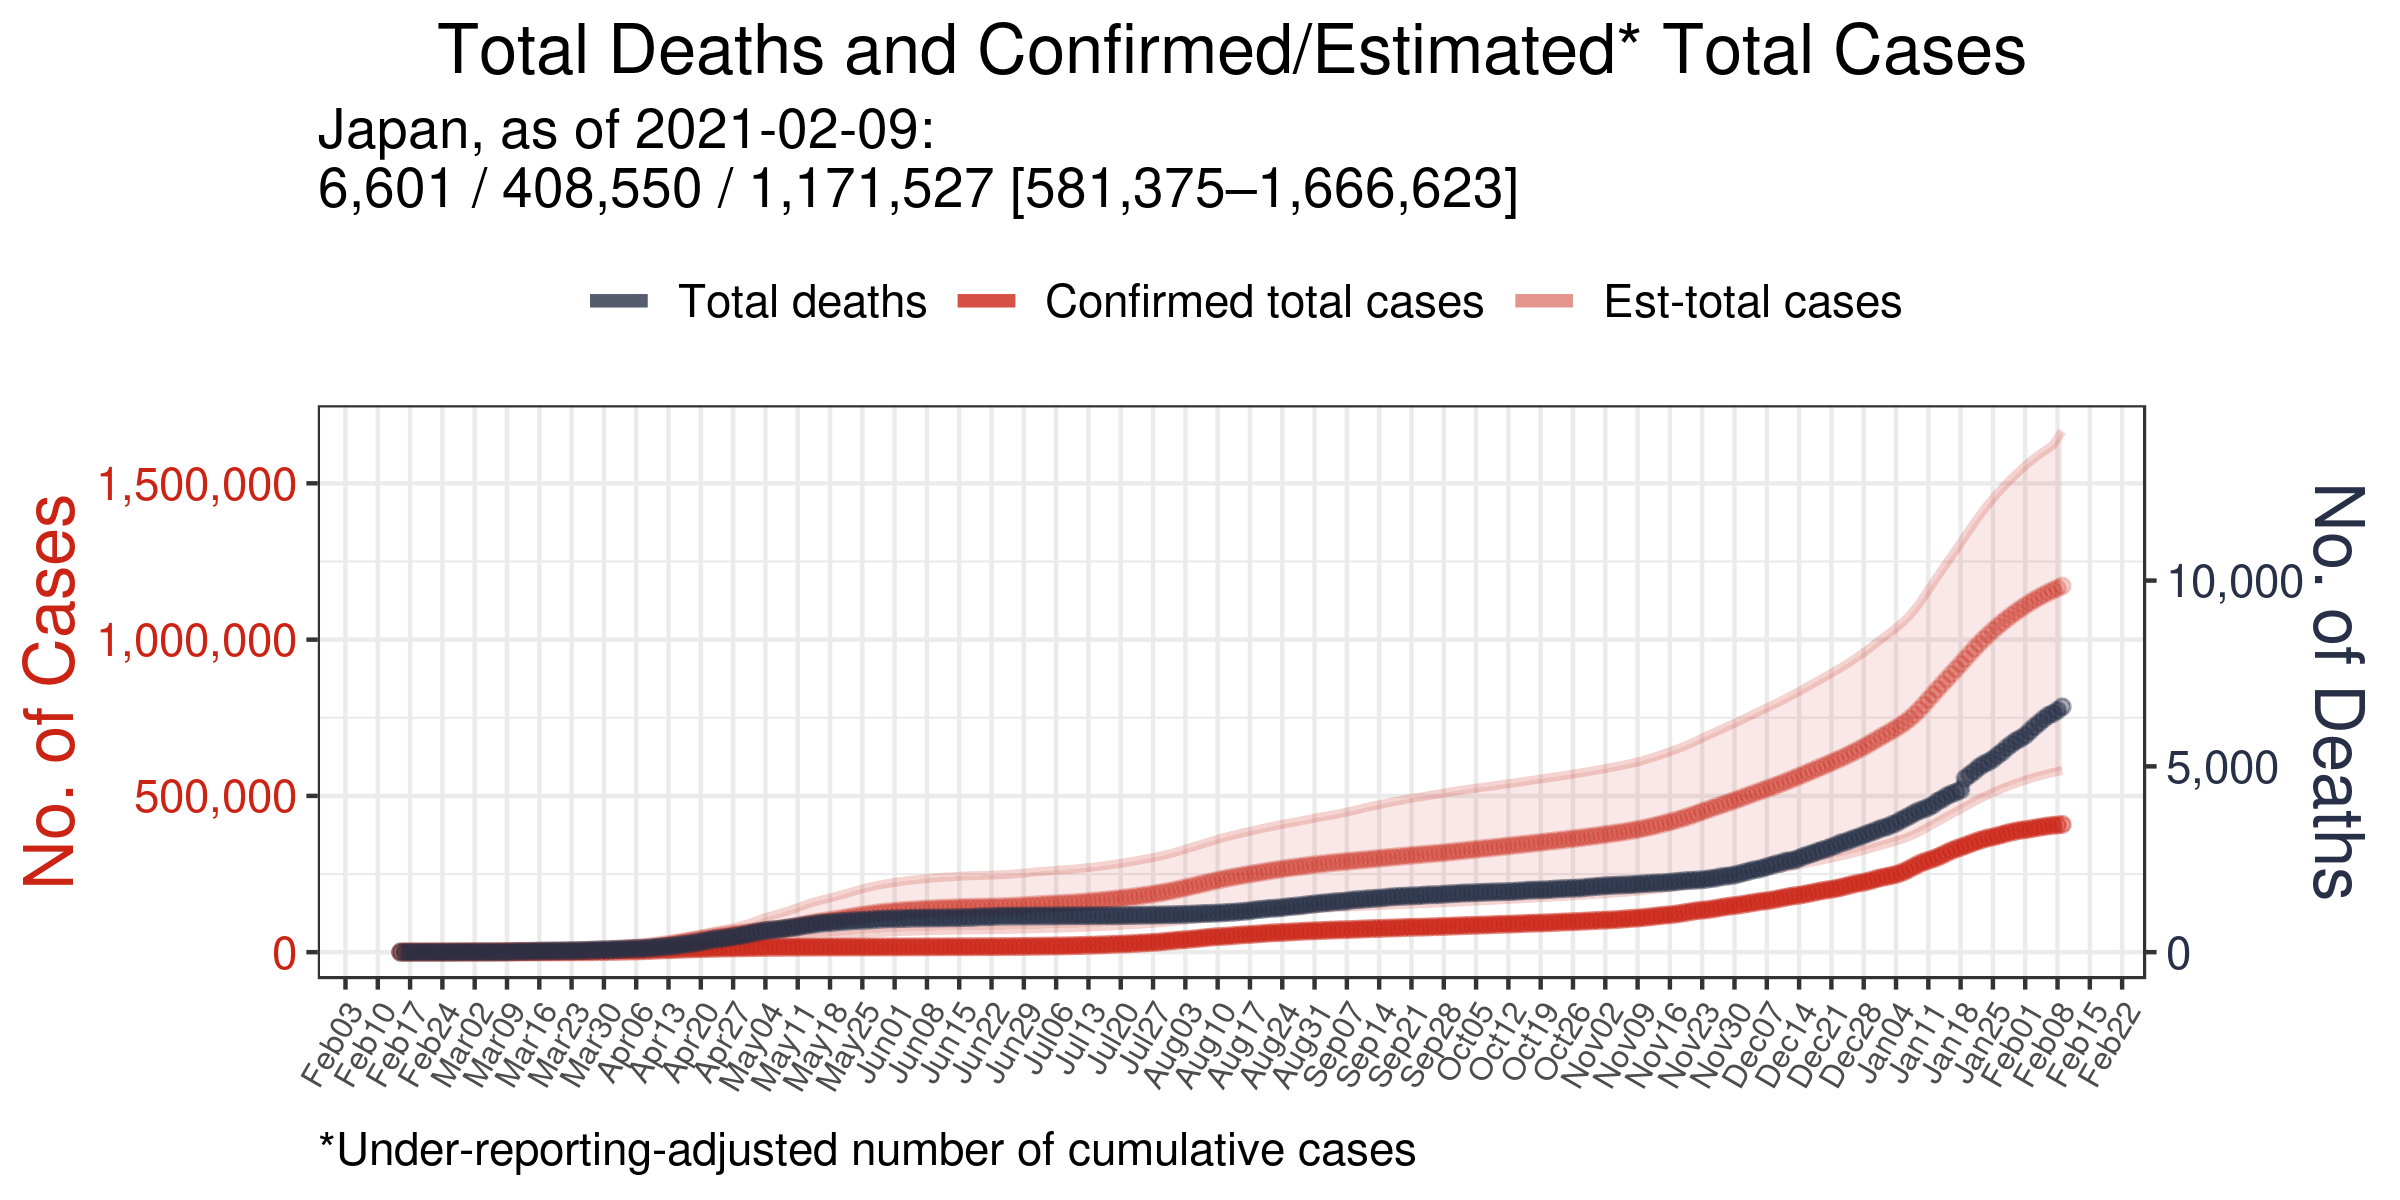 Total Deaths and Confirmed/Estimated* Total Cases
Japan, as of 2021-02-09:
6,601 / 408,550 / 1,171,527 [581,375–1,666,623]
Total deaths
Confirmed total cases
Est-total cases
No. of Cases
1,500,000
1,000,000
500,000
0
No. of Deaths
10,000
5,000
0
Feb03
Feb10
Feb17
Feb24
Mar02
Mar09
Mar16
Mar23
Mar30
Apr06
Apr13
Apr20
Apr27
May04
May11
May18
May25
Jun01
Jun08
Jun15
Jun22
Jun29
Jul06
Jul13
Jul20
Jul27
Aug03
Aug10
Aug17
Aug24
Aug31
Sep07
Sep14
Sep21
Sep28
Oct05
Oct12
Oct19
Oct26
Nov02
Nov09
Nov16
Nov23
Nov30
Dec07
Dec14
Dec21
Dec28
Jan04
Jan11
Jan18
Jan25
Feb01
Feb08
Feb15
Feb22
*Under-reporting-adjusted number of cumulative cases